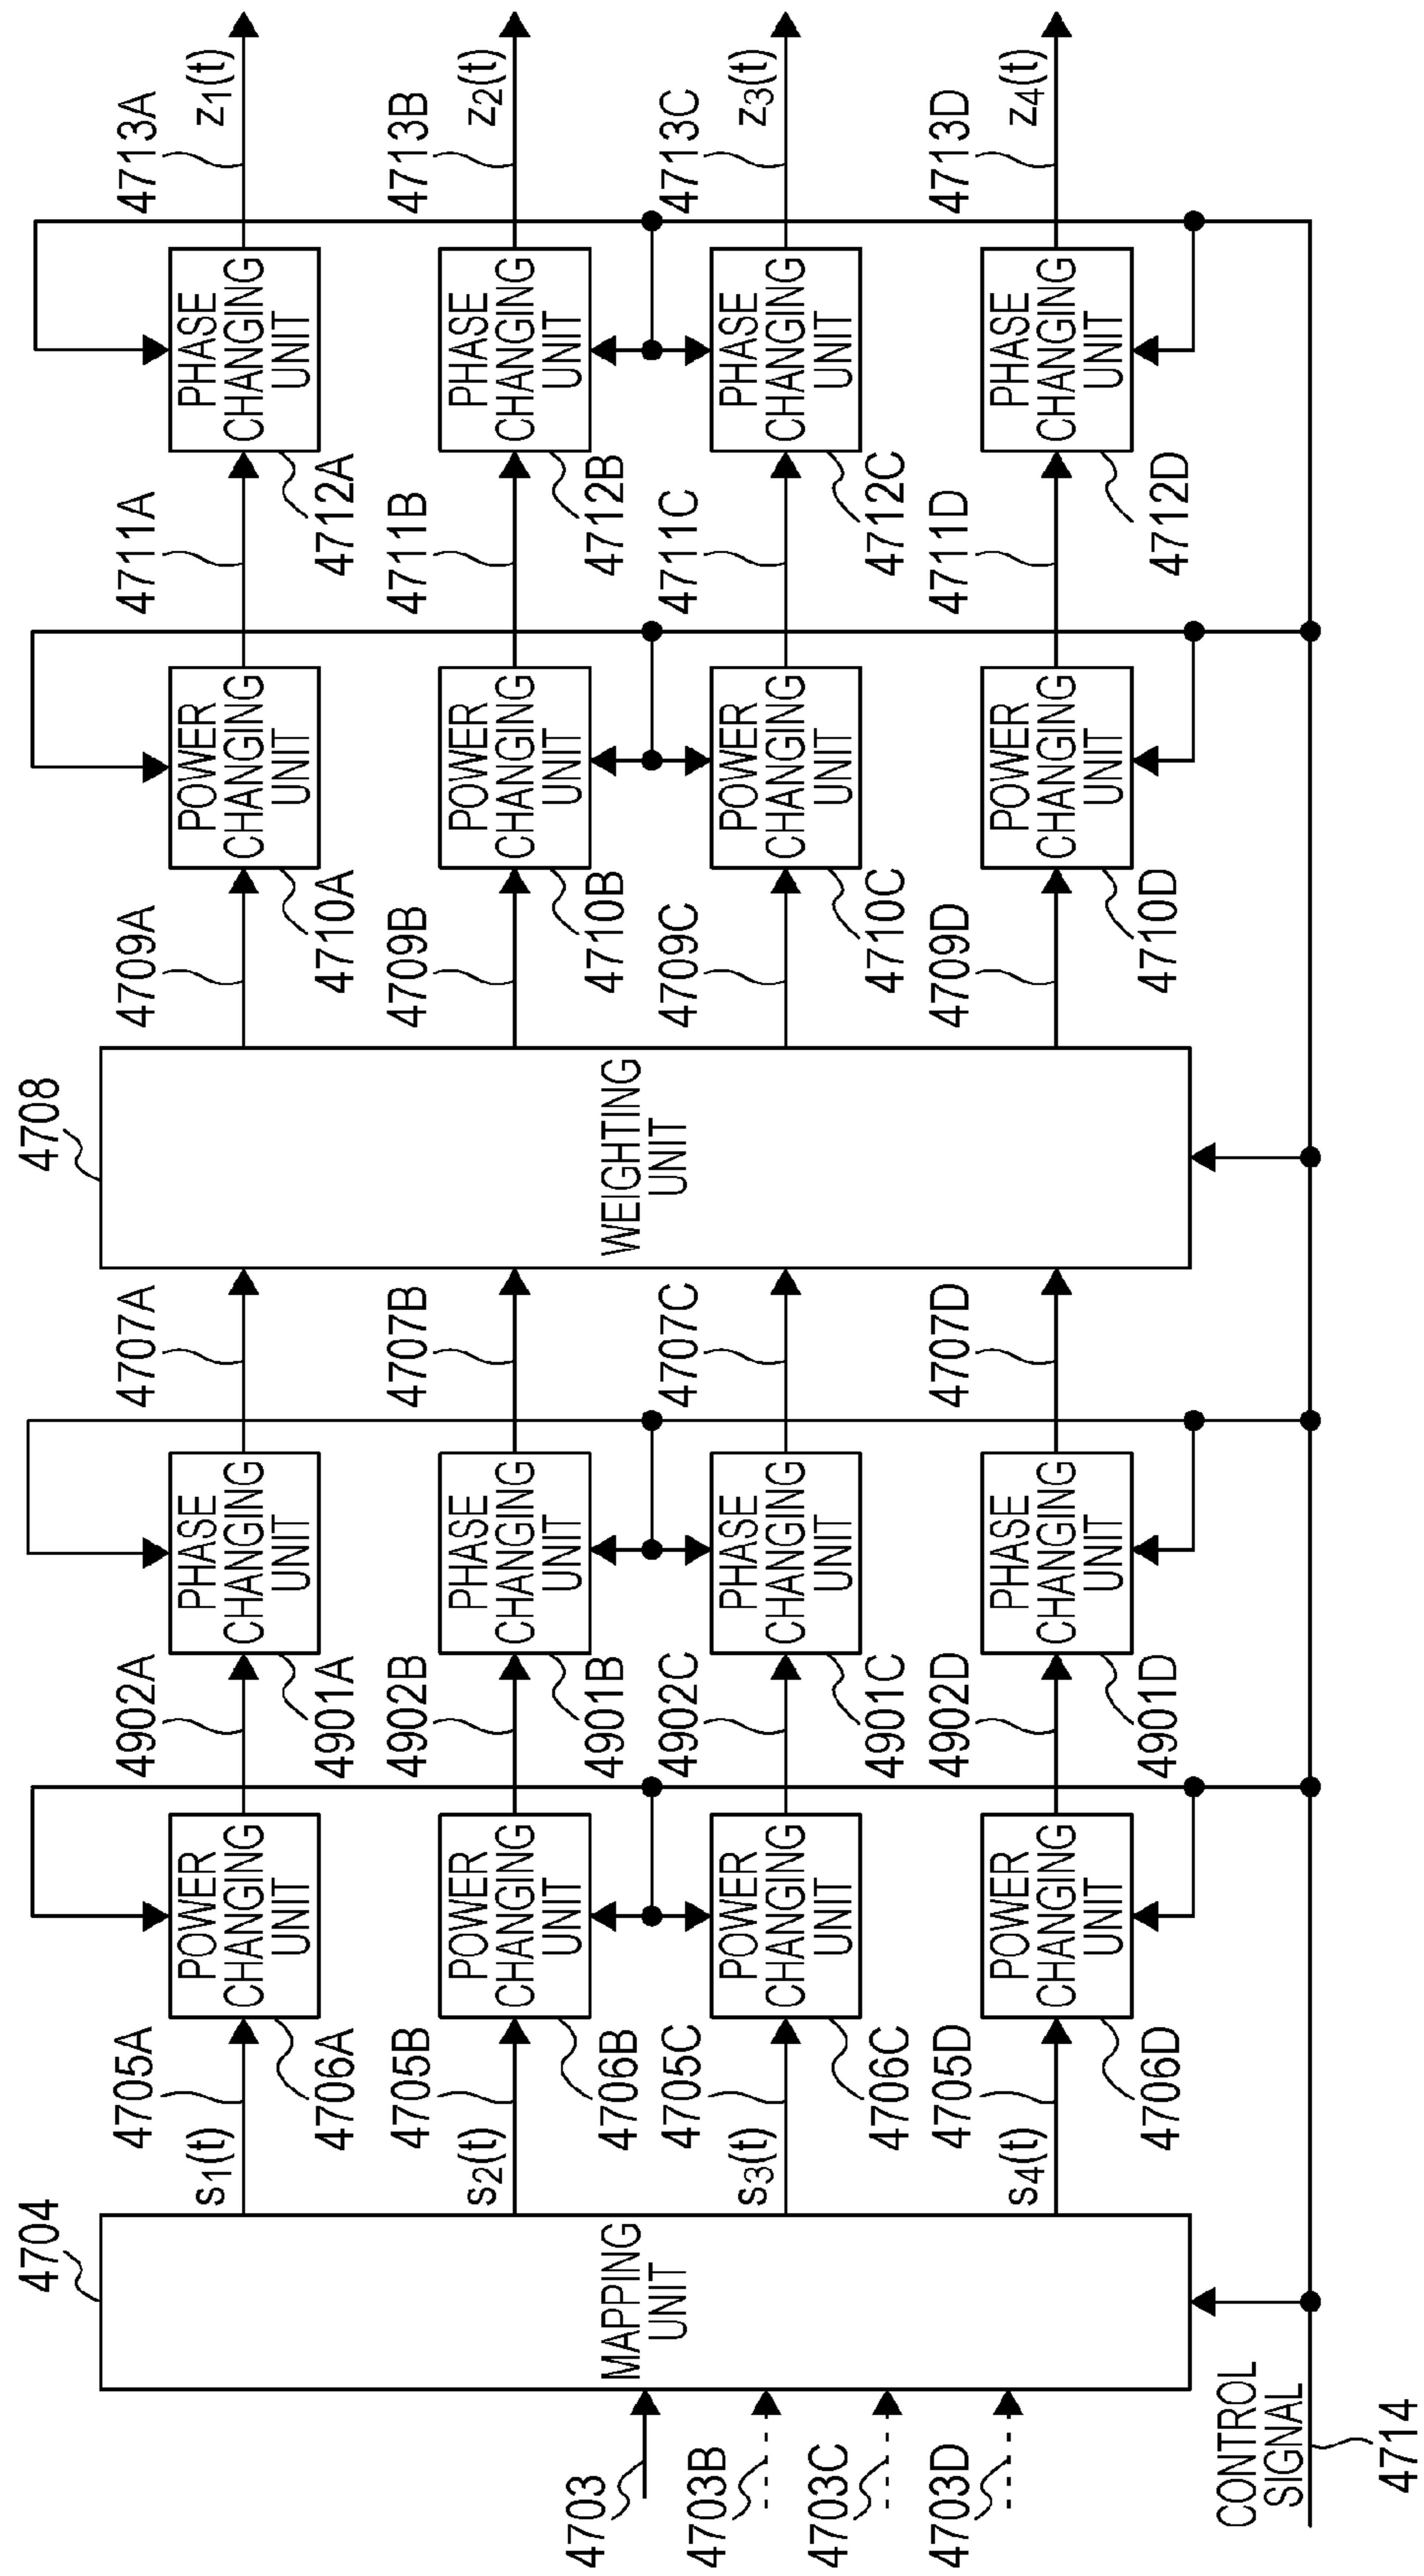 4703
4703B
4703C
4703D
CONTROL
SIGNAL
4714
4704
MAPPING
UNIT
s1(t)
4705A
4706A
POWER
CHANGING
UNIT
4902A
4901A
PHASE
CHANGING
UNIT
4707A
s2(t)
4705B
4706B
POWER
CHANGING
UNIT
4902B
4901B
PHASE
CHANGING
UNIT
4707B
s3(t)
4705C
4706C
POWER
CHANGING
UNIT
4902C
4901C
PHASE
CHANGING
UNIT
4707C
s4(t)
4705D
4706D
POWER
CHANGING
UNIT
4902D
4901D
PHASE
CHANGING
UNIT
4707D
4708
WEIGHTING
UNIT
4709A
4710A
POWER
CHANGING
UNIT
4711A
4712A
PHASE
CHANGING
UNIT
4713A
z1(t)
4709B
4710B
POWER
CHANGING
UNIT
4711B
4712B
PHASE
CHANGING
UNIT
4713B
z2(t)
4709C
4710C
POWER
CHANGING
UNIT
4711C
4712C
PHASE
CHANGING
UNIT
4713C
z3(t)
4709D
4710D
POWER
CHANGING
UNIT
4711D
4712D
PHASE
CHANGING
UNIT
4713D
z4(t)